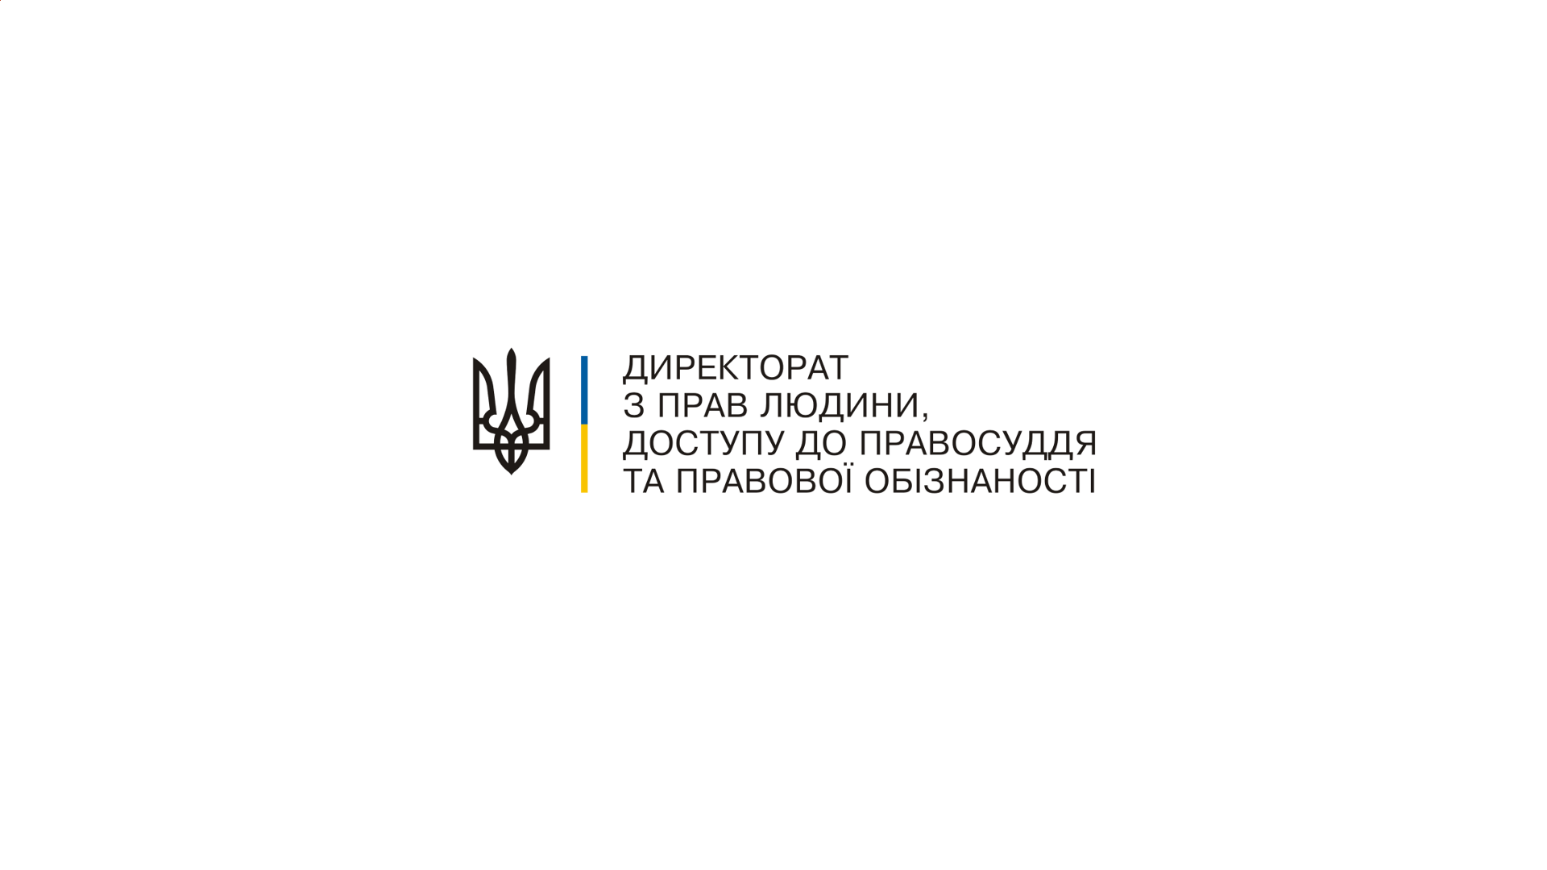 ДИРЕКТОРАТ
З ПРАВ ЛЮДИНИ,
ДОСТУПУ ДО ПРАВОСУДДЯ
ТА ПРАВОВОЇ ОБІЗНАНОСТІ